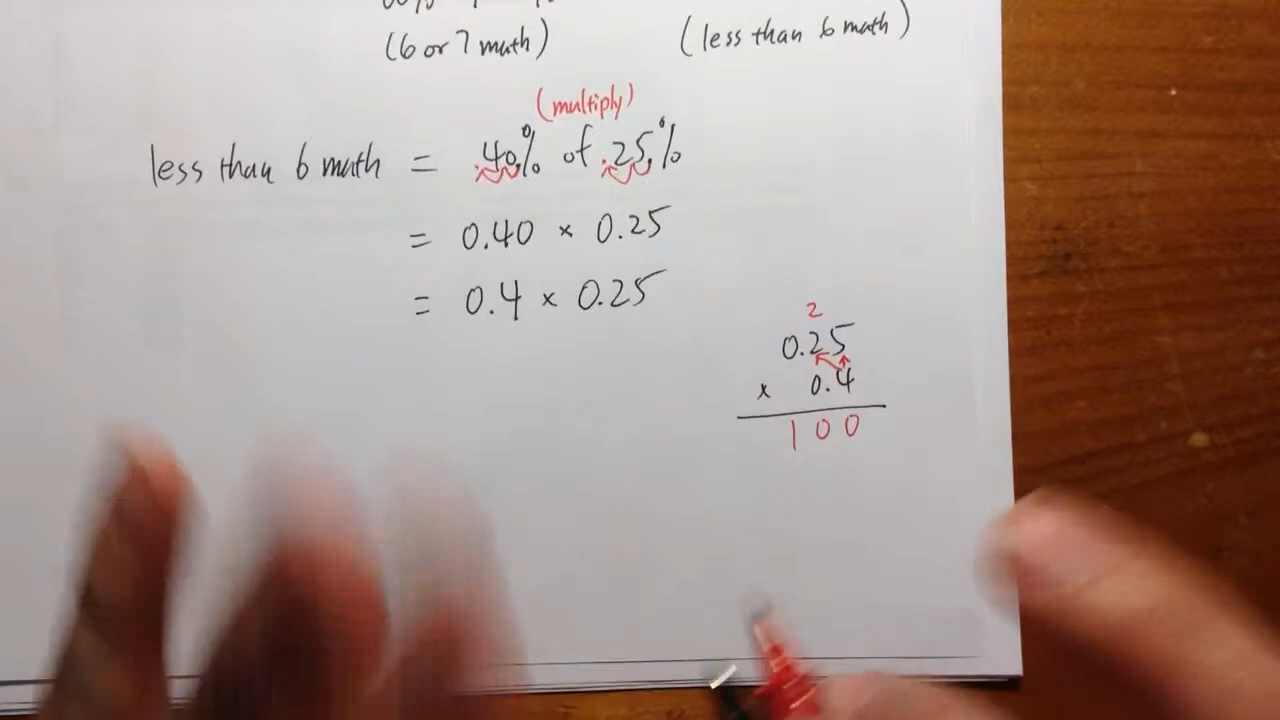 (6 or 7 math) (less than 6 math)
(multiply)
less than 6 math = .40.% of .25.%
= 0.40 × 0.25
= 0.4 × 0.25
2
0.25
× 0.4
100